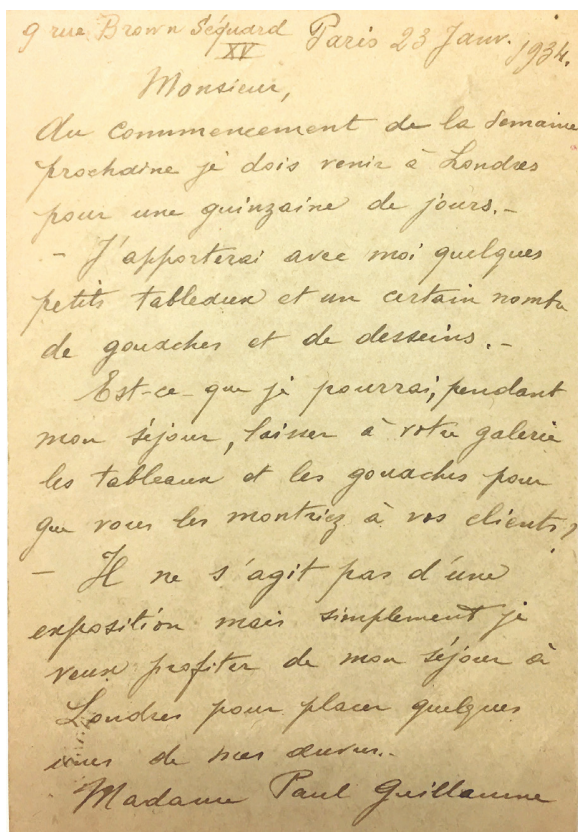 9 rue Brown Séquard Paris 23 Janv. 1934.
XV
Monsieur,
Au commencement de la semaine
prochaine je dois venir à Londres
pour une quinzaine de jours.-
- J'apporterai avec moi quelques
petits tableaux et un certain nombre
de gouaches et de desseins.-
Est-ce que je pourrai, pendant
mon séjour, laisser à votre galerie
les tableaux et les gouaches pour
que vous les montriez à vos clients?
- Il ne s'agit pas d'une
exposition mais simplement je
veux profiter de mon séjour à
Londres pour placer quelques
unes de mes œuvres.-
Madame Paul Guillaume